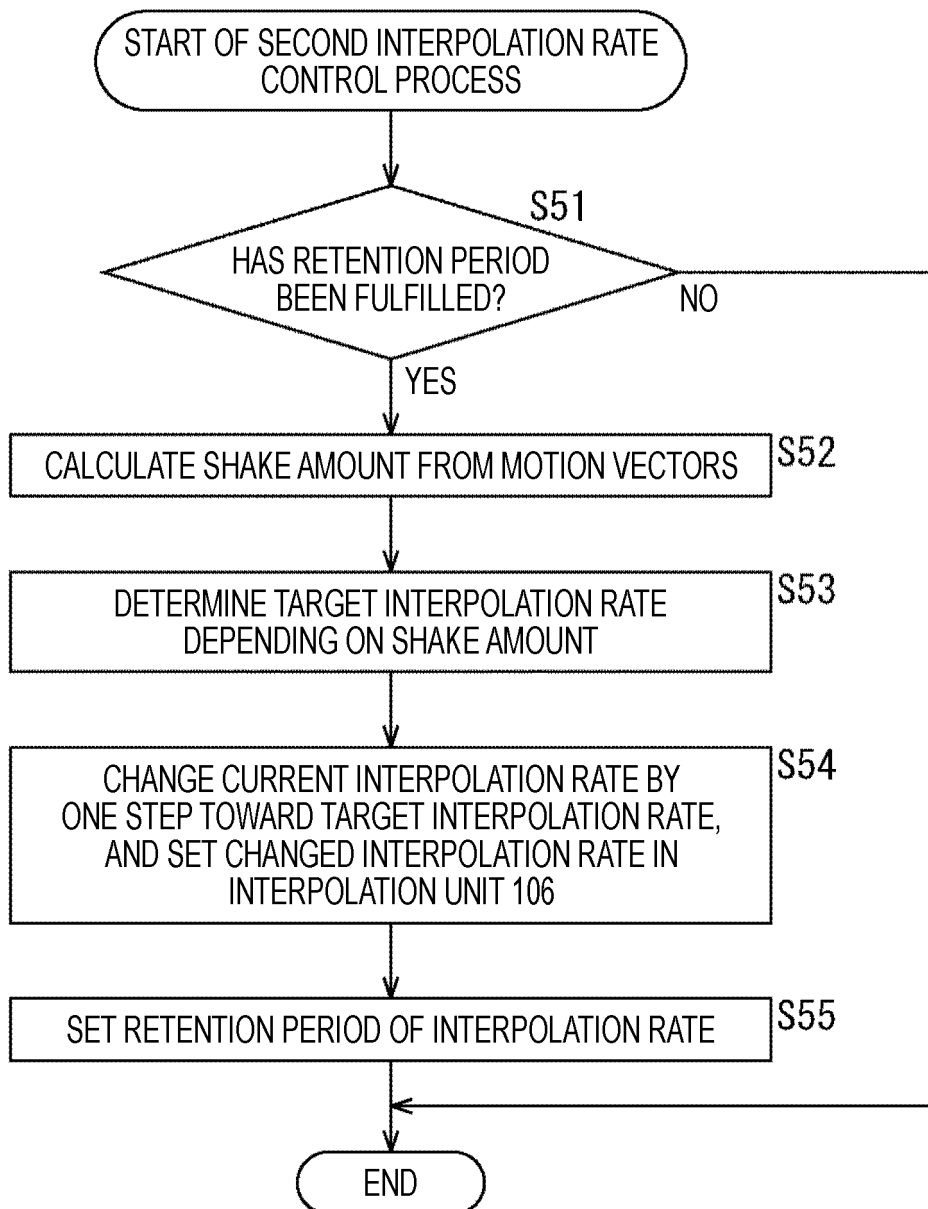 START OF SECOND INTERPOLATION RATE
CONTROL PROCESS
S51
HAS RETENTION PERIOD
BEEN FULFILLED?
NO
YES
CALCULATE SHAKE AMOUNT FROM MOTION VECTORS
S52
DETERMINE TARGET INTERPOLATION RATE
DEPENDING ON SHAKE AMOUNT
S53
CHANGE CURRENT INTERPOLATION RATE BY
ONE STEP TOWARD TARGET INTERPOLATION RATE,
AND SET CHANGED INTERPOLATION RATE IN
INTERPOLATION UNIT 106
S54
SET RETENTION PERIOD OF INTERPOLATION RATE
S55
END